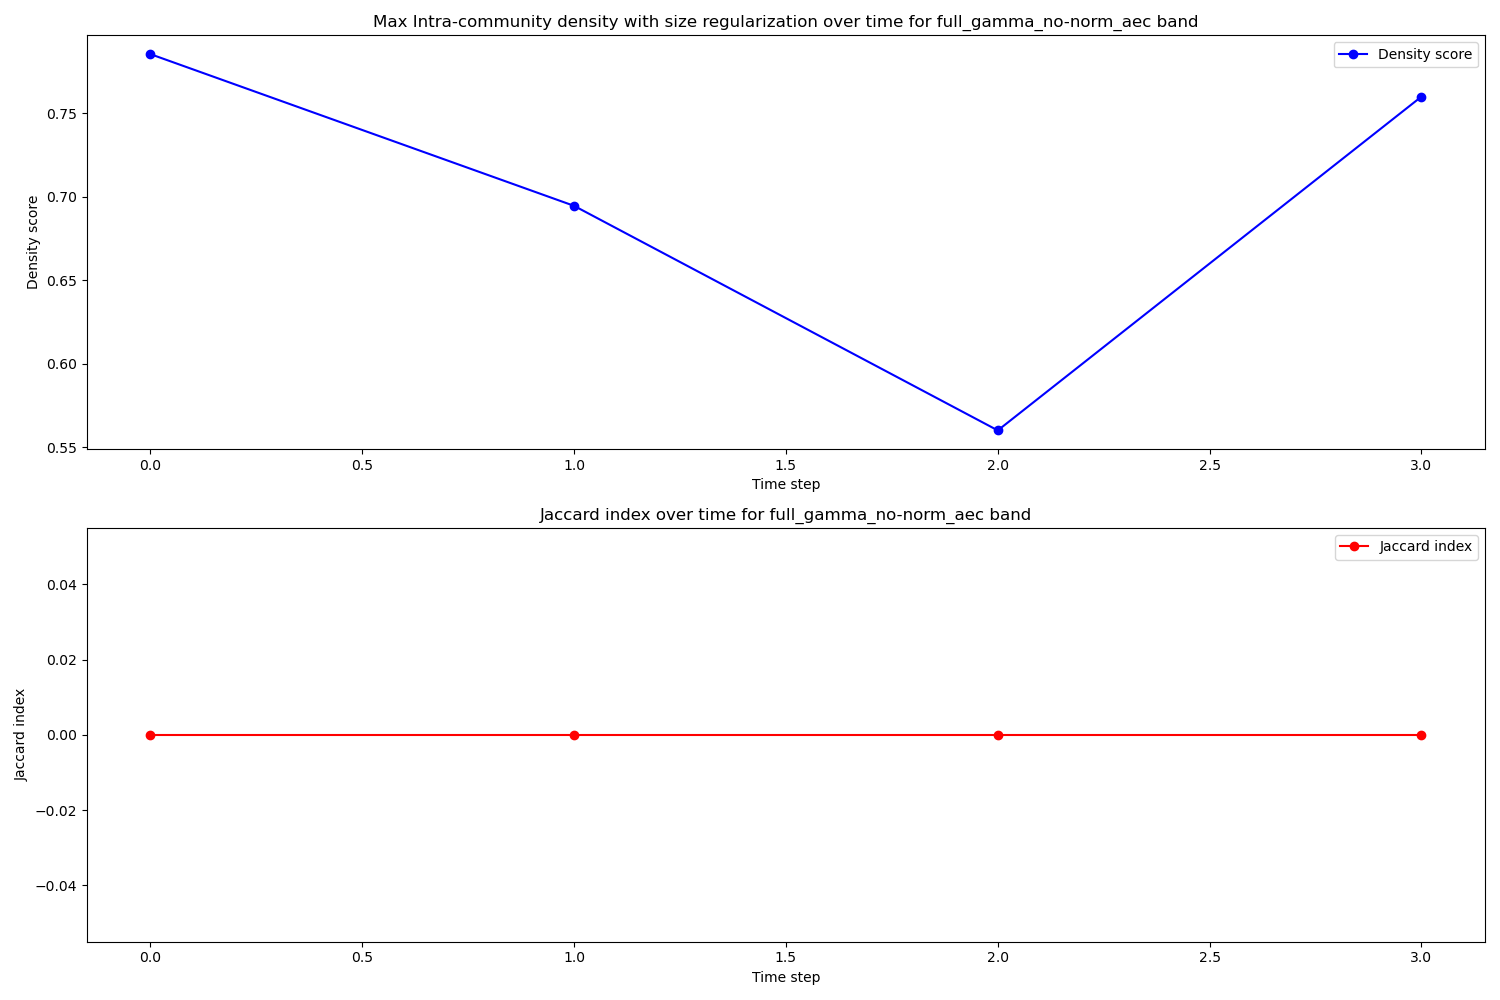 Max Intra-community density with size regularization over time for full_gamma_no-norm_aec band
Density score
0.75
0.70
0.65
0.60
0.55
Density score
0.0 0.5 1.0 1.5 2.0 2.5 3.0
Time step
Jaccard index over time for full_gamma_no-norm_aec band
Jaccard index
0.04
0.02
0.00
−0.02
−0.04
Jaccard index
0.0 0.5 1.0 1.5 2.0 2.5 3.0
Time step